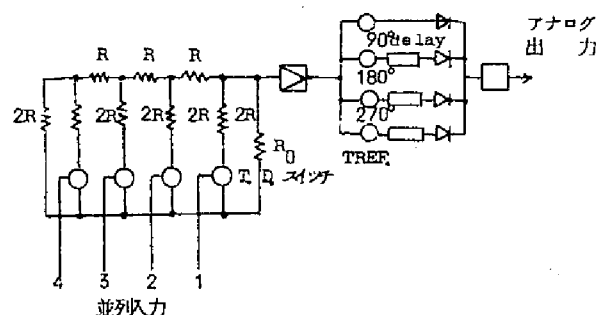 アナログ
出 力
90°delay
180°
270°
TREF.
R R R
2R 2R 2R 2R
R0
T. D. スイッチ
4 3 2 1
並列入力